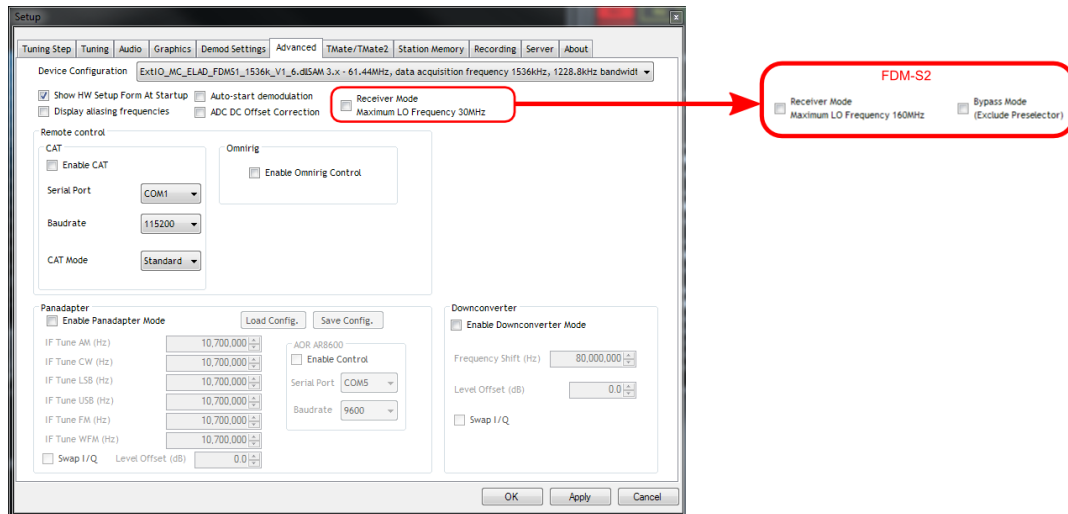 Setup
Tuning Step Tuning Audio Graphics Demod Settings Advanced TMate/TMate2 Station Memory Recording Server About
Device Configuration ExtIO_MC_ELAD_FDMS1_1536k_V1_6.dll5AM 3.x - 61.44MHz, data acquisition frequency 1536kHz, 1228.8kHz bandwidt
Show HW Setup Form At Startup Auto-start demodulation
Display aliasing frequencies ADC DC Offset Correction
Receiver Mode
Maximum LO Frequency 30MHz
FDM-S2
Receiver Mode
Maximum LO Frequency 160MHz
Bypass Mode
(Exclude Preselector)
Remote control
CAT
Enable CAT
Serial Port COM1
Baudrate 115200
CAT Mode Standard
Omnirig
Enable Omnirig Control
Panadapter
Enable Panadapter Mode Load Config. Save Config.
IF Tune AM (Hz) 10,700,000
IF Tune CW (Hz) 10,700,000
IF Tune LSB (Hz) 10,700,000
IF Tune USB (Hz) 10,700,000
IF Tune FM (Hz) 10,700,000
IF Tune WFM (Hz) 10,700,000
Swap I/Q Level Offset (dB) 0.0
AOR AR8600
Enable Control
Serial Port COM5
Baudrate 9600
Downconverter
Enable Downconverter Mode
Frequency Shift (Hz) 80,000,000
Level Offset (dB) 0.0
Swap I/Q
OK Apply Cancel